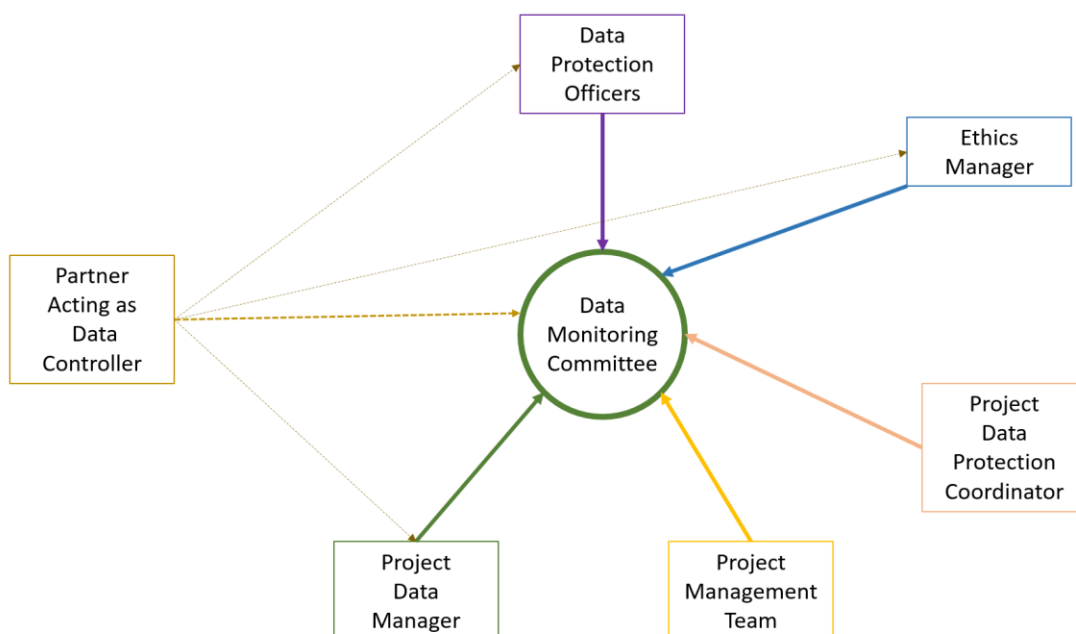 Data
Protection
Officers
Ethics
Manager
Partner
Acting as
Data
Controller
Data
Monitoring
Committee
Project
Data
Protection
Coordinator
Project
Data
Manager
Project
Management
Team